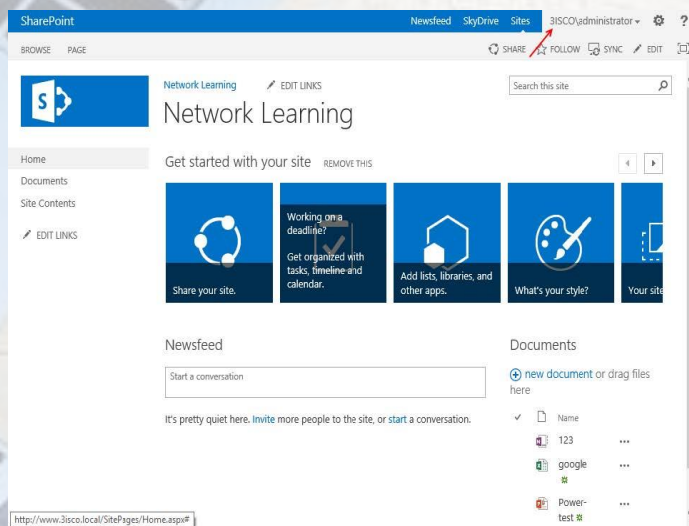 SharePoint
Newsfeed SkyDrive Sites 3ISCO\administrator ?
BROWSE PAGE
SHARE FOLLOW SYNC EDIT
S
Network Learning EDIT LINKS
Search this site
Network Learning
Home
Documents
Site Contents
EDIT LINKS
Get started with your site REMOVE THIS
Share your site.
Working on a
deadline?
Get organized with
tasks, timeline and
calendar.
Add lists, libraries, and
other apps.
What's your style?
Your site
Newsfeed
Start a conversation
It's pretty quiet here. Invite more people to the site, or start a conversation.
Documents
new document or drag files
here
Name
123 ...
google ...
Power- ...
test
http://www.3isco.local/SitePages/Home.aspx#